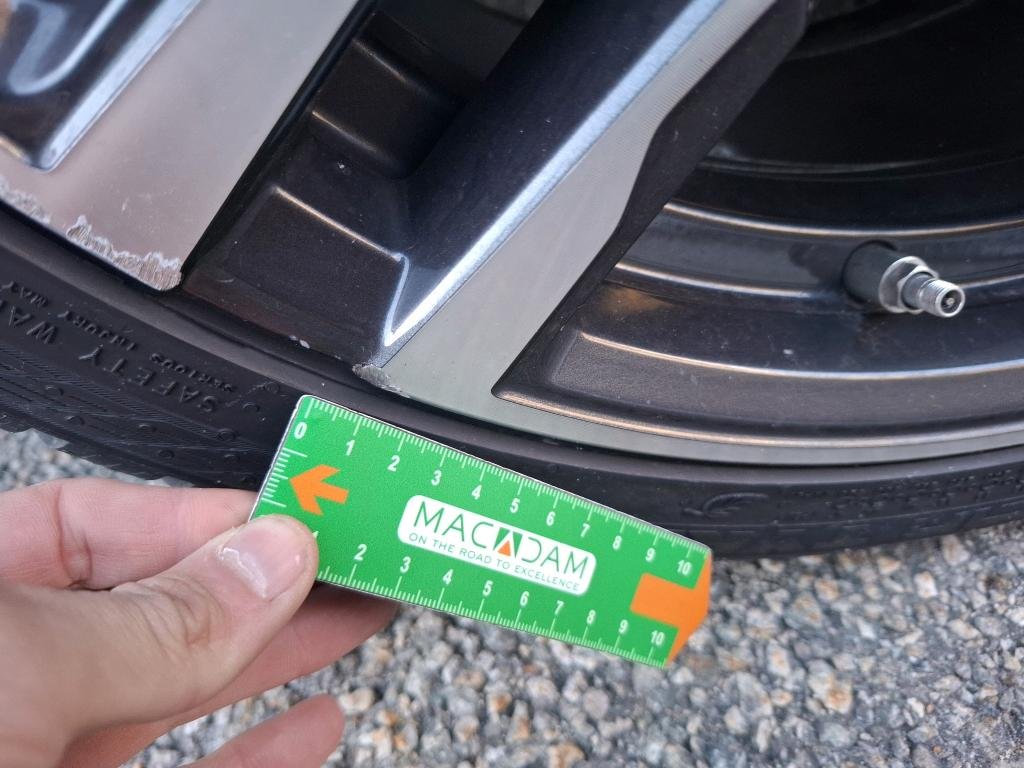 SAFETY WA
SERIOUS INJURY MAY
0 1 2 3 4 5 6 7 8 9 10
MACADAM
ON THE ROAD TO EXCELLENCE
2 3 4 5 6 7 8 9 10